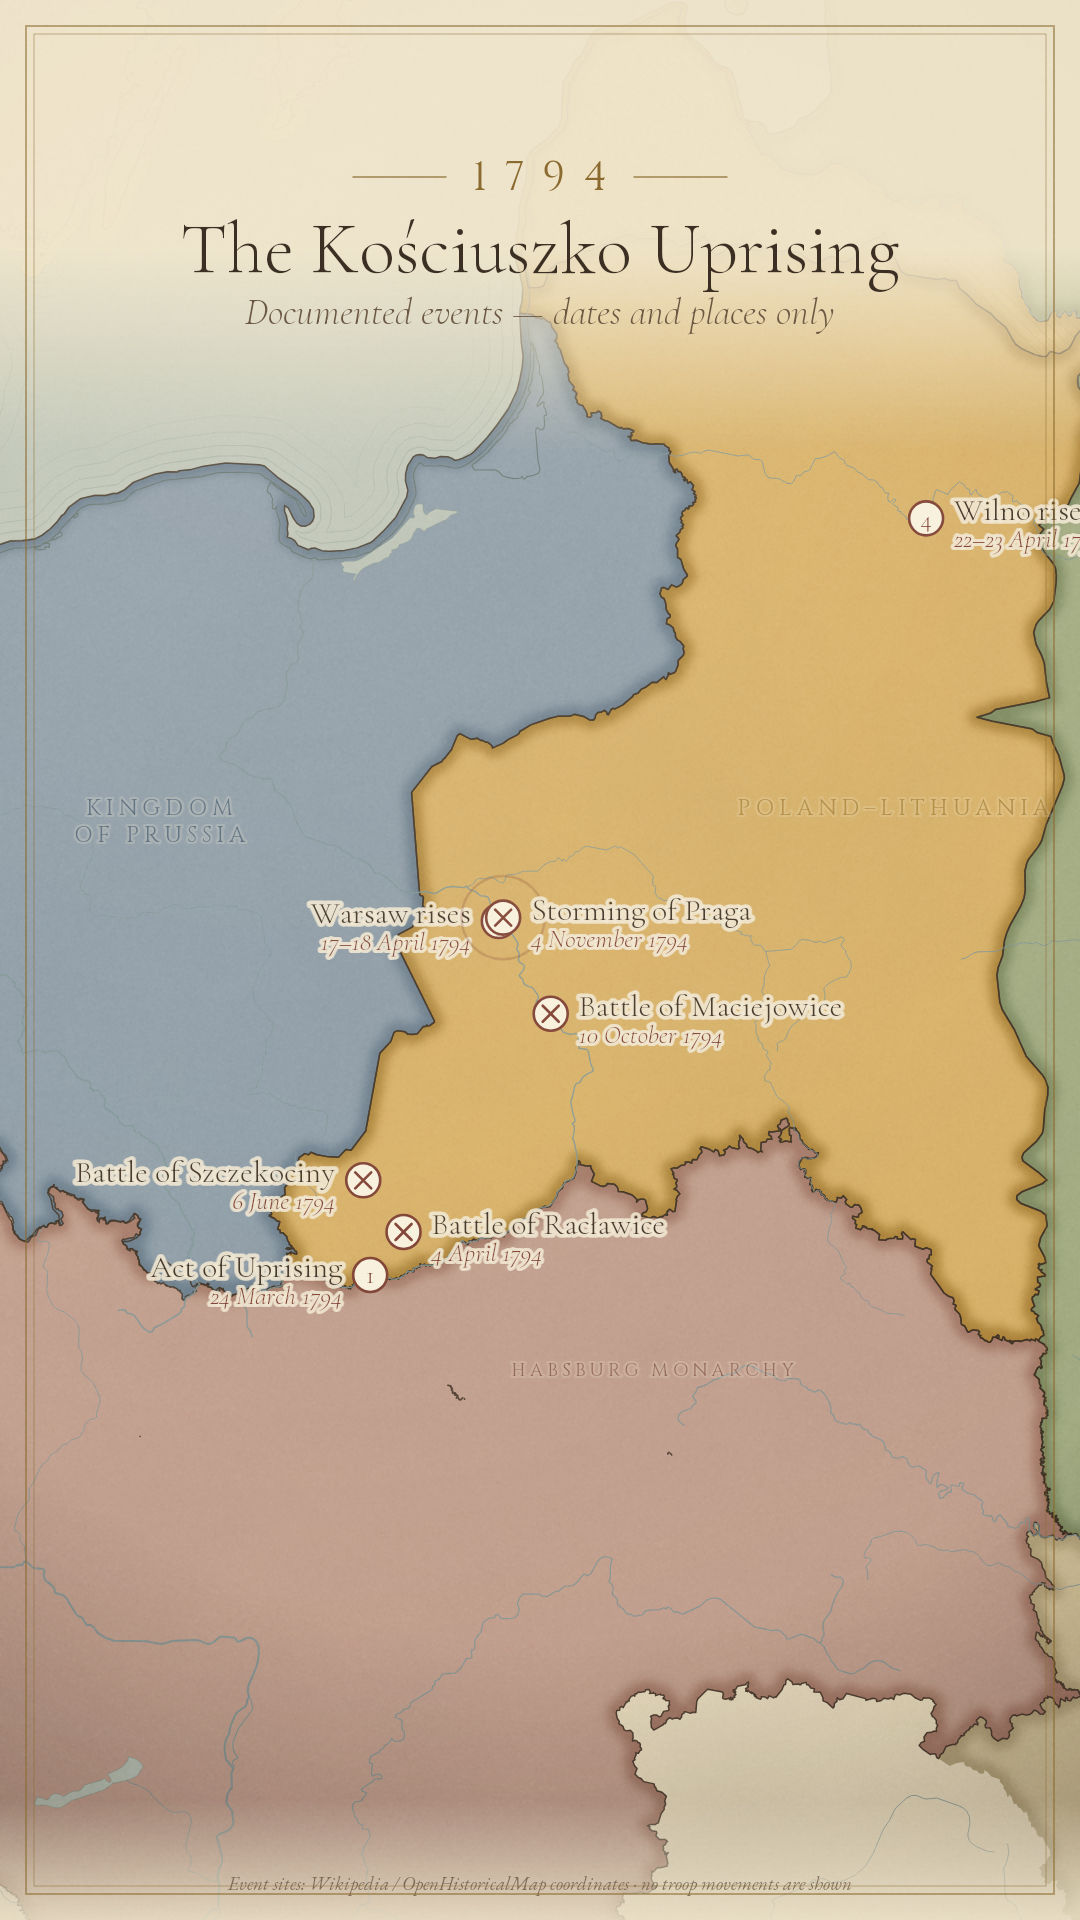 1794
The Kościuszko Uprising
Documented events — dates and places only
4
Wilno rise
22–23 April 17
KINGDOM
OF PRUSSIA
POLAND–LITHUANIA
Warsaw rises
17–18 April 1794
Storming of Praga
4 November 1794
Battle of Maciejowice
10 October 1794
Battle of Szczekociny
6 June 1794
Battle of Racławice
4 April 1794
Act of Uprising
24 March 1794
1
HABSBURG MONARCHY
Event sites: Wikipedia / OpenHistoricalMap coordinates · no troop movements are shown